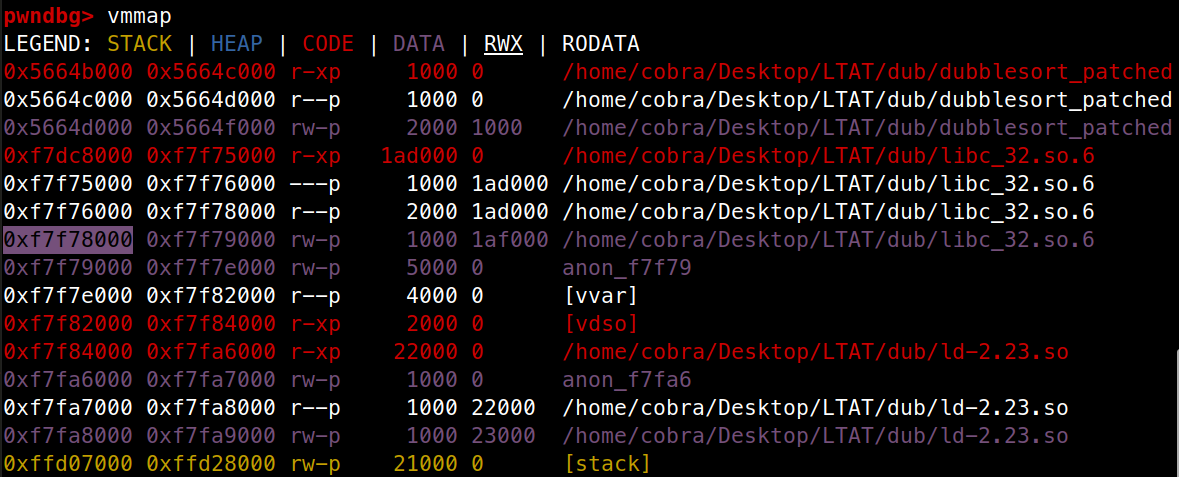 pwndbg> vmmap
LEGEND: STACK | HEAP | CODE | DATA | RWX | RODATA
0x5664b000 0x5664c000 r-xp     1000 0      /home/cobra/Desktop/LTAT/dub/dubblesort_patched
0x5664c000 0x5664d000 r--p     1000 0      /home/cobra/Desktop/LTAT/dub/dubblesort_patched
0x5664d000 0x5664f000 rw-p     2000 1000   /home/cobra/Desktop/LTAT/dub/dubblesort_patched
0xf7dc8000 0xf7f75000 r-xp   1ad000 0      /home/cobra/Desktop/LTAT/dub/libc_32.so.6
0xf7f75000 0xf7f76000 ---p     1000 1ad000 /home/cobra/Desktop/LTAT/dub/libc_32.so.6
0xf7f76000 0xf7f78000 r--p     2000 1ad000 /home/cobra/Desktop/LTAT/dub/libc_32.so.6
0xf7f78000 0xf7f79000 rw-p     1000 1af000 /home/cobra/Desktop/LTAT/dub/libc_32.so.6
0xf7f79000 0xf7f7e000 rw-p     5000 0      anon_f7f79
0xf7f7e000 0xf7f82000 r--p     4000 0      [vvar]
0xf7f82000 0xf7f84000 r-xp     2000 0      [vdso]
0xf7f84000 0xf7fa6000 r-xp    22000 0      /home/cobra/Desktop/LTAT/dub/ld-2.23.so
0xf7fa6000 0xf7fa7000 rw-p     1000 0      anon_f7fa6
0xf7fa7000 0xf7fa8000 r--p     1000 22000  /home/cobra/Desktop/LTAT/dub/ld-2.23.so
0xf7fa8000 0xf7fa9000 rw-p     1000 23000  /home/cobra/Desktop/LTAT/dub/ld-2.23.so
0xffd07000 0xffd28000 rw-p    21000 0      [stack]